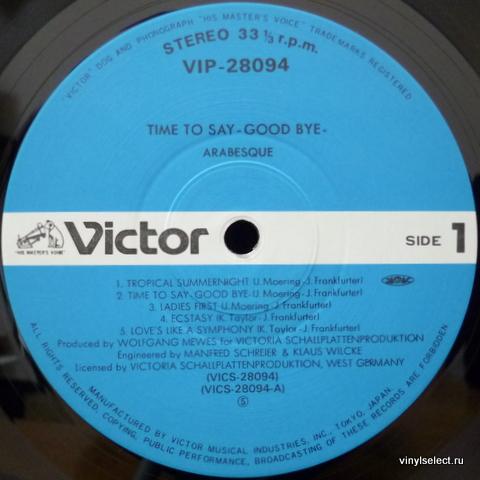 "VICTOR" DOG AND PHONOGRAPH "HIS MASTER'S VOICE" TRADEMARKS REGISTERED
STEREO 33 1/3 r.p.m.
VIP-28094
TIME TO SAY-GOOD BYE-
ARABESQUE
"HIS MASTER'S VOICE"
Victor
SIDE 1
1. TROPICAL SUMMERNIGHT (J. Moering-J. Frankfurter)
2. TIME TO SAY-GOOD BYE-(J. Moering-J. Frankfurter)
3. LADIES FIRST (J. Moering-J. Frankfurter)
4. ECSTASY (K. Taylor-J. Frankfurter)
5. LOVE'S LIKE A SYMPHONY (K. Taylor-J. Frankfurter)
Produced by WOLFGANG MEWES for VICTORIA SCHALLPLATTENPRODUKTION
Engineered by MANFRED SCHREIER & KLAUS WILCKE
Licensed by VICTORIA SCHALLPLATTENPRODUKTION, WEST GERMANY
(VICS-28094)
(VICS-28094-A)
S
MANUFACTURED BY VICTOR MUSICAL INDUSTRIES, INC., TOKYO, JAPAN.
ALL RIGHTS RESERVED. COPYING, PUBLIC PERFORMANCE, BROADCASTING OF THESE RECORDS ARE FORBIDDEN
vinylselect.ru